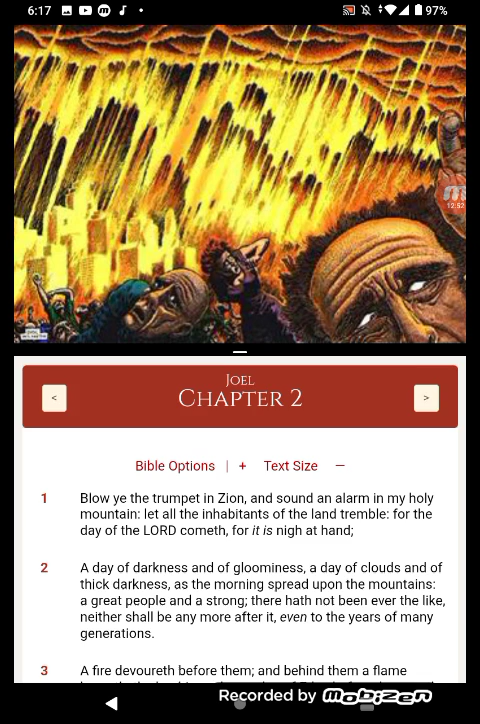 6:17
97%
12:52
JOEL
CHAPTER 2
<
>
Bible Options | + Text Size —
1 Blow ye the trumpet in Zion, and sound an alarm in my holy
mountain: let all the inhabitants of the land tremble: for the
day of the LORD cometh, for it is nigh at hand;
2 A day of darkness and of gloominess, a day of clouds and of
thick darkness, as the morning spread upon the mountains:
a great people and a strong; there hath not been ever the like,
neither shall be any more after it, even to the years of many
generations.
3 A fire devoureth before them; and behind them a flame
Recorded by mobizen